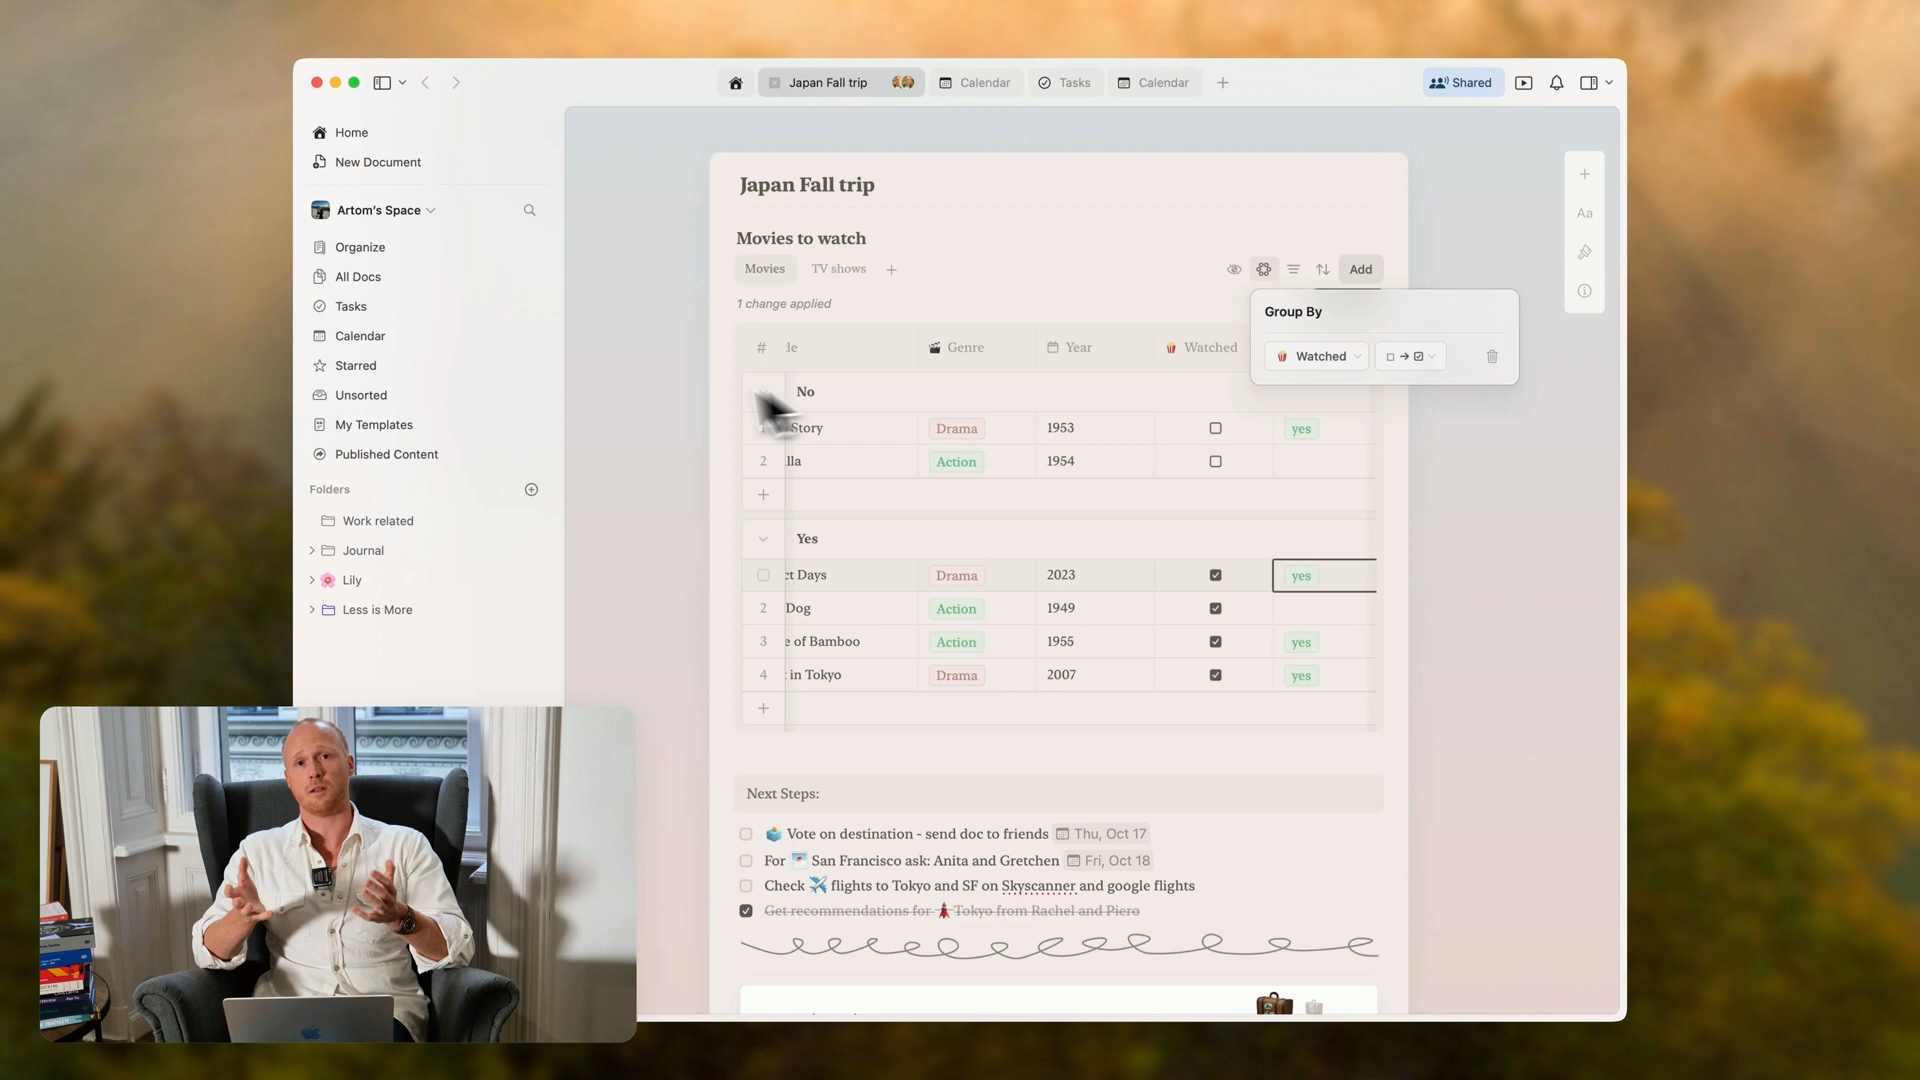 Japan Fall trip
Calendar
Tasks
Calendar
Shared
Home
New Document
Artom's Space
Organize
All Docs
Tasks
Calendar
Starred
Unsorted
My Templates
Published Content
Folders
Work related
Journal
Lily
Less is More
Japan Fall trip
Movies to watch
Movies TV shows +
Add
1 change applied
Group By
Watched
# le Genre Year Watched
No
Story Drama 1953 yes
2 lla Action 1954
+
Yes
ct Days Drama 2023 yes
2 Dog Action 1949
3 e of Bamboo Action 1955 yes
4 in Tokyo Drama 2007 yes
+
Aa
Next Steps:
Vote on destination - send doc to friends Thu, Oct 17
For San Francisco ask: Anita and Gretchen Fri, Oct 18
Check flights to Tokyo and SF on Skyscanner and google flights
Get recommendations for Tokyo from Rachel and Piero